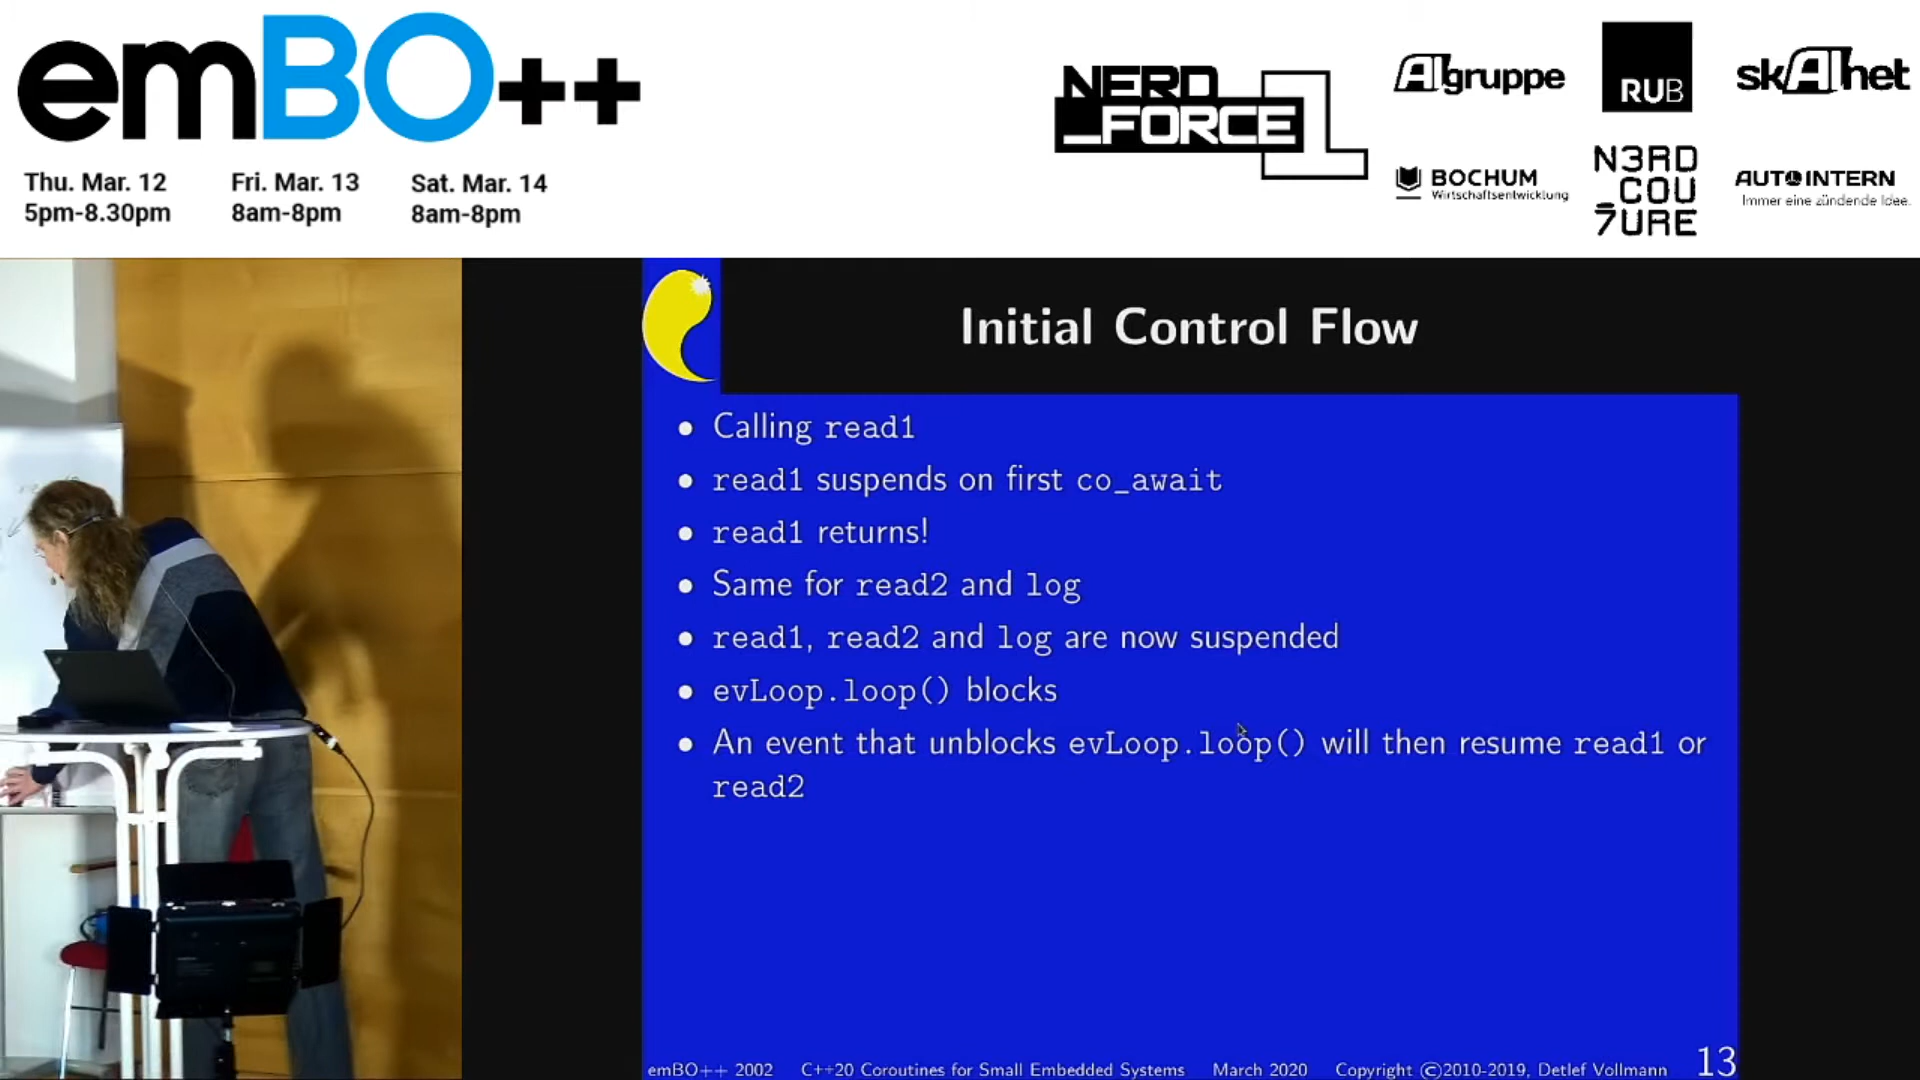 emBO++
Thu. Mar. 12
5pm-8.30pm
Fri. Mar. 13
8am-8pm
Sat. Mar. 14
8am-8pm
NERD
_FORCE
1
AIgruppe
RUB
skAIhet
BOCHUM
Wirtschaftsentwicklung
N3RD
_COU
7URE
AUTOINTERN
Immer eine zündende Idee.
Initial Control Flow
• Calling read1
• read1 suspends on first co_await
• read1 returns!
• Same for read2 and log
• read1, read2 and log are now suspended
• evLoop.loop() blocks
• An event that unblocks evLoop.loop() will then resume read1 or
read2
emBO++ 2002 C++20 Coroutines for Small Embedded Systems March 2020 Copyright ©2010-2019, Detlef Vollmann 13